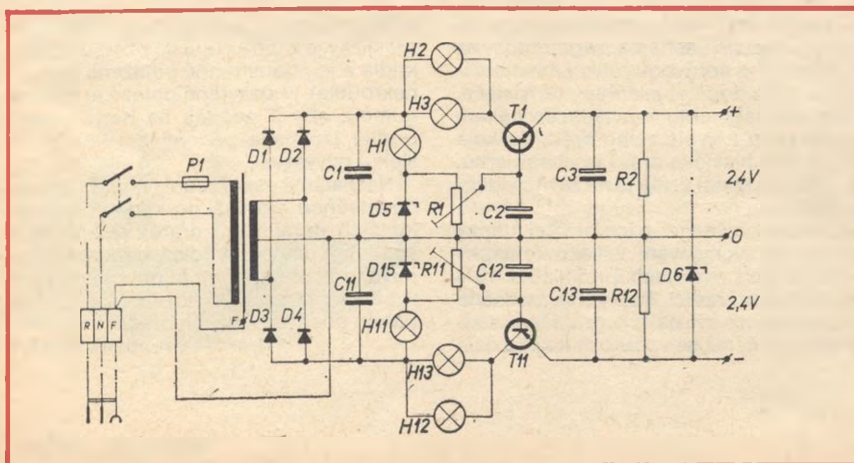 H2
H3
T1
+
P1
D1
D2
H1
C1
C3
R2
2,4V
D5
R1
C2
0
D15
R11
C12
C11
C13
R12
D6
2,4V
R N F
F
D3
D4
H11
T11
H13
-
H12